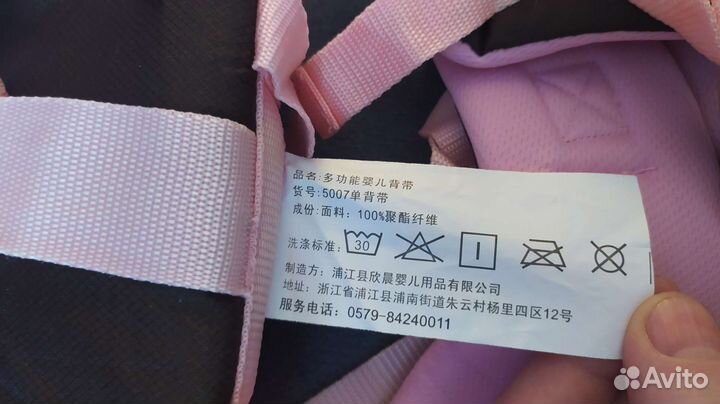 品名:多功能婴儿背带
货号:5007单背带
成份:面料:100%聚酯纤维
洗涤标准: 30
制造方:浦江县欣晨婴儿用品有限公司
地址:浙江省浦江县浦南街道朱云村杨里四区12号
服务电话:0579-84240011
Avito